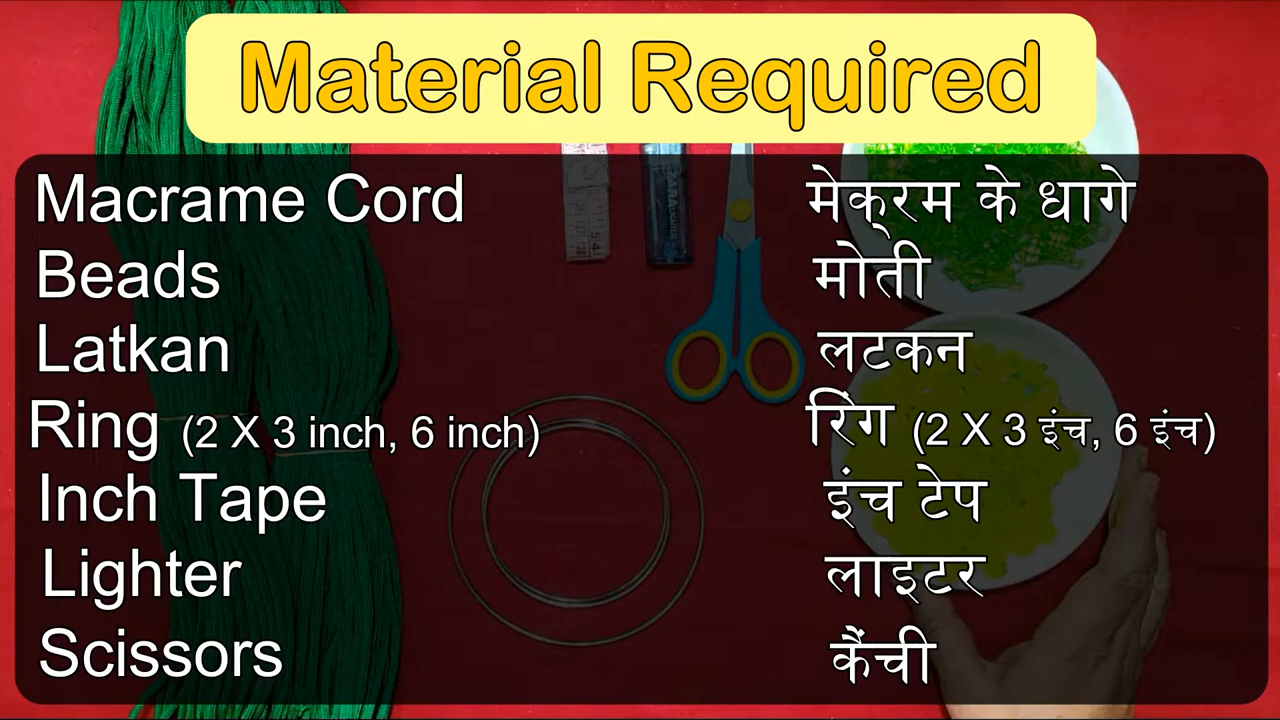 Material Required
Macrame Cord मेक्रम के धागे
Beads मोती
Latkan लटकन
Ring (2 X 3 inch, 6 inch) रिंग (2 X 3 इंच, 6 इंच)
Inch Tape इंच टेप
Lighter लाइटर
Scissors कैंची